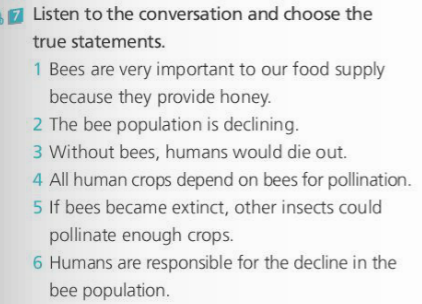 7 Listen to the conversation and choose the
true statements.
1 Bees are very important to our food supply
because they provide honey.
2 The bee population is declining.
3 Without bees, humans would die out.
4 All human crops depend on bees for pollination.
5 If bees became extinct, other insects could
pollinate enough crops.
6 Humans are responsible for the decline in the
bee population.